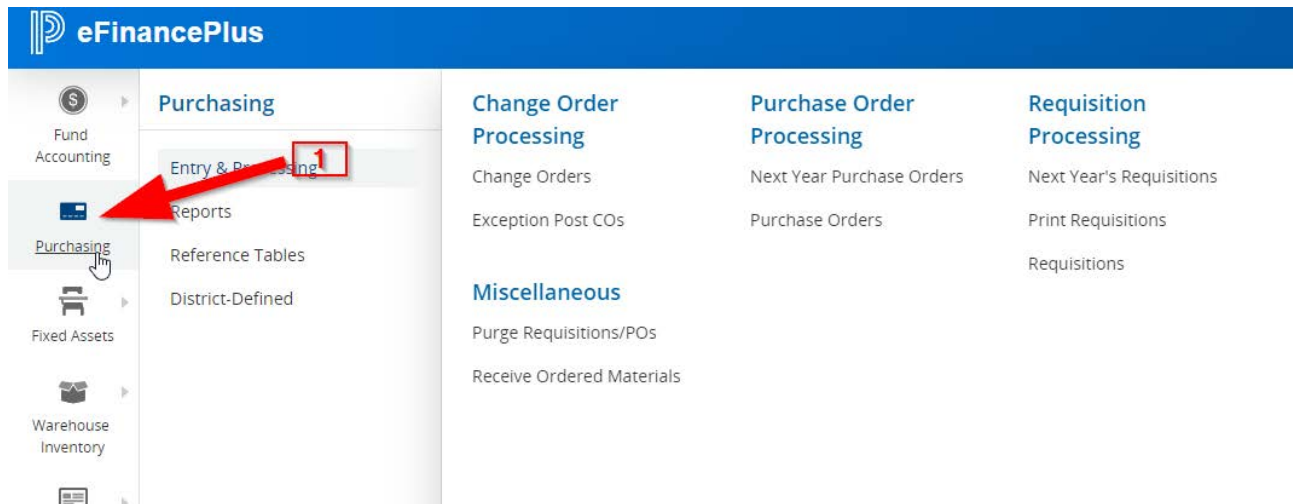 eFinancePlus
Fund
Accounting
Purchasing
Fixed Assets
Warehouse
Inventory
Purchasing
Entry & Processing
1
Reports
Reference Tables
District-Defined
Change Order
Processing
Change Orders
Exception Post COs
Miscellaneous
Purge Requisitions/POs
Receive Ordered Materials
Purchase Order
Processing
Next Year Purchase Orders
Purchase Orders
Requisition
Processing
Next Year's Requisitions
Print Requisitions
Requisitions